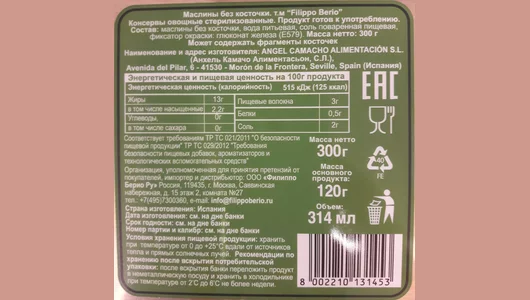 Маслины без косточки. т.м "Filippo Berio"
Консервы овощные стерилизованные. Продукт готов к употреблению.
Состав: маслины без косточки, вода питьевая, соль поваренная пищевая,
фиксатор окраски: глюконат железа (E579). Масса нетто: 300 г
Может содержать фрагменты косточек
Наименование и адрес изготовителя: ANGEL CAMACHO ALIMENTACIÓN S.L.
(Анхель Камачо Алиментасьон, С.Л.),
Avenida del Pilar, 6 - 41530 - Morón de la Frontera, Seville, Spain (Испания)
Энергетическая и пищевая ценность на 100г продукта
Энергетическая ценность (калорийность) 515 кДж (125 ккал)
Жиры 13г
в том числе насыщенные 2,2г
Углеводы, 0г
в том числе сахара 0г
Пищевые волокна 3г
Белки 0,5г
Соль 2г
EAC
Соответствует требованиям ТР ТС 021/2011 "О безопасности
пищевой продукции" ТР ТС 029/2012 "Требования
безопасности пищевых добавок, ароматизаторов и
технологических вспомогательных средств"
Организация, уполномоченная для принятия претензий от
покупателей, импортер и дистрибьютор: ООО «Филиппо
Берио Ру» Россия, 119435, г. Москва, Саввинская
набережная, д. 15 этаж 2, комната №27
тел.: +7(495)7300360, e-mail: info@filippoberio.ru
Страна изготовления: Испания
Дата изготовления: см. на дне банки
Срок годности: см. на дне банки
Номер партии и калибр: см. на дне банки
Условия хранения пищевой продукции: хранить
при температуре от 0 до +25°С вдали от источников
тепла и прямых солнечных лучей. Рекомендации по
хранению после вскрытия потребительской
упаковки: после вскрытия банки переложить продукт
в неметаллическую посуду и хранить в холодильнике
при температуре от 2°С до 6°С не более недели.
Масса нетто
300г
Масса
основного
продукта:
120г
Объем
314 мл
40
FE
8 002210 131453